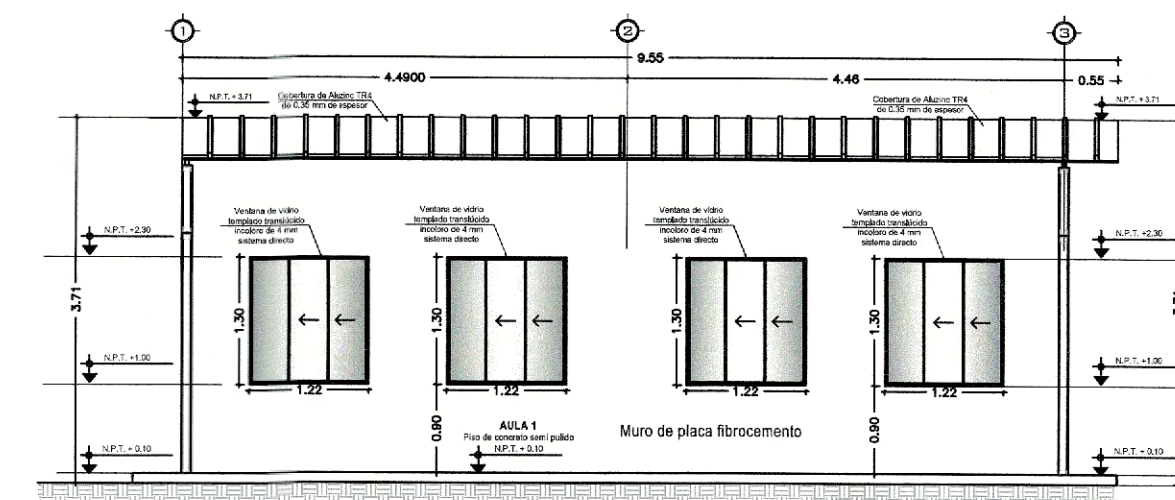 1
2
3
9.55
4.4900
4.46
0.55
N.P.T. + 3.71
Cobertura de Aluzinc TR4
de 0.35 mm de espesor
Cobertura de Aluzinc TR4
de 0.35 mm de espesor
N.P.T. + 3.71
Ventana de vidrio
templado translúcido
incoloro de 4 mm
sistema directo
Ventana de vidrio
templado translúcido
incoloro de 4 mm
sistema directo
Ventana de vidrio
templado translúcido
incoloro de 4 mm
sistema directo
Ventana de vidrio
templado translúcido
incoloro de 4 mm
sistema directo
N.P.T. +2.30
N.P.T. +2.30
3.71
1.30
1.30
1.30
1.30
N.P.T. +1.00
N.P.T. +1.00
1.22
1.22
1.22
1.22
0.90
AULA 1
Piso de concreto semi pulido
N.P.T. + 0.10
Muro de placa fibrocemento
0.90
N.P.T. + 0.10
N.P.T. + 0.10